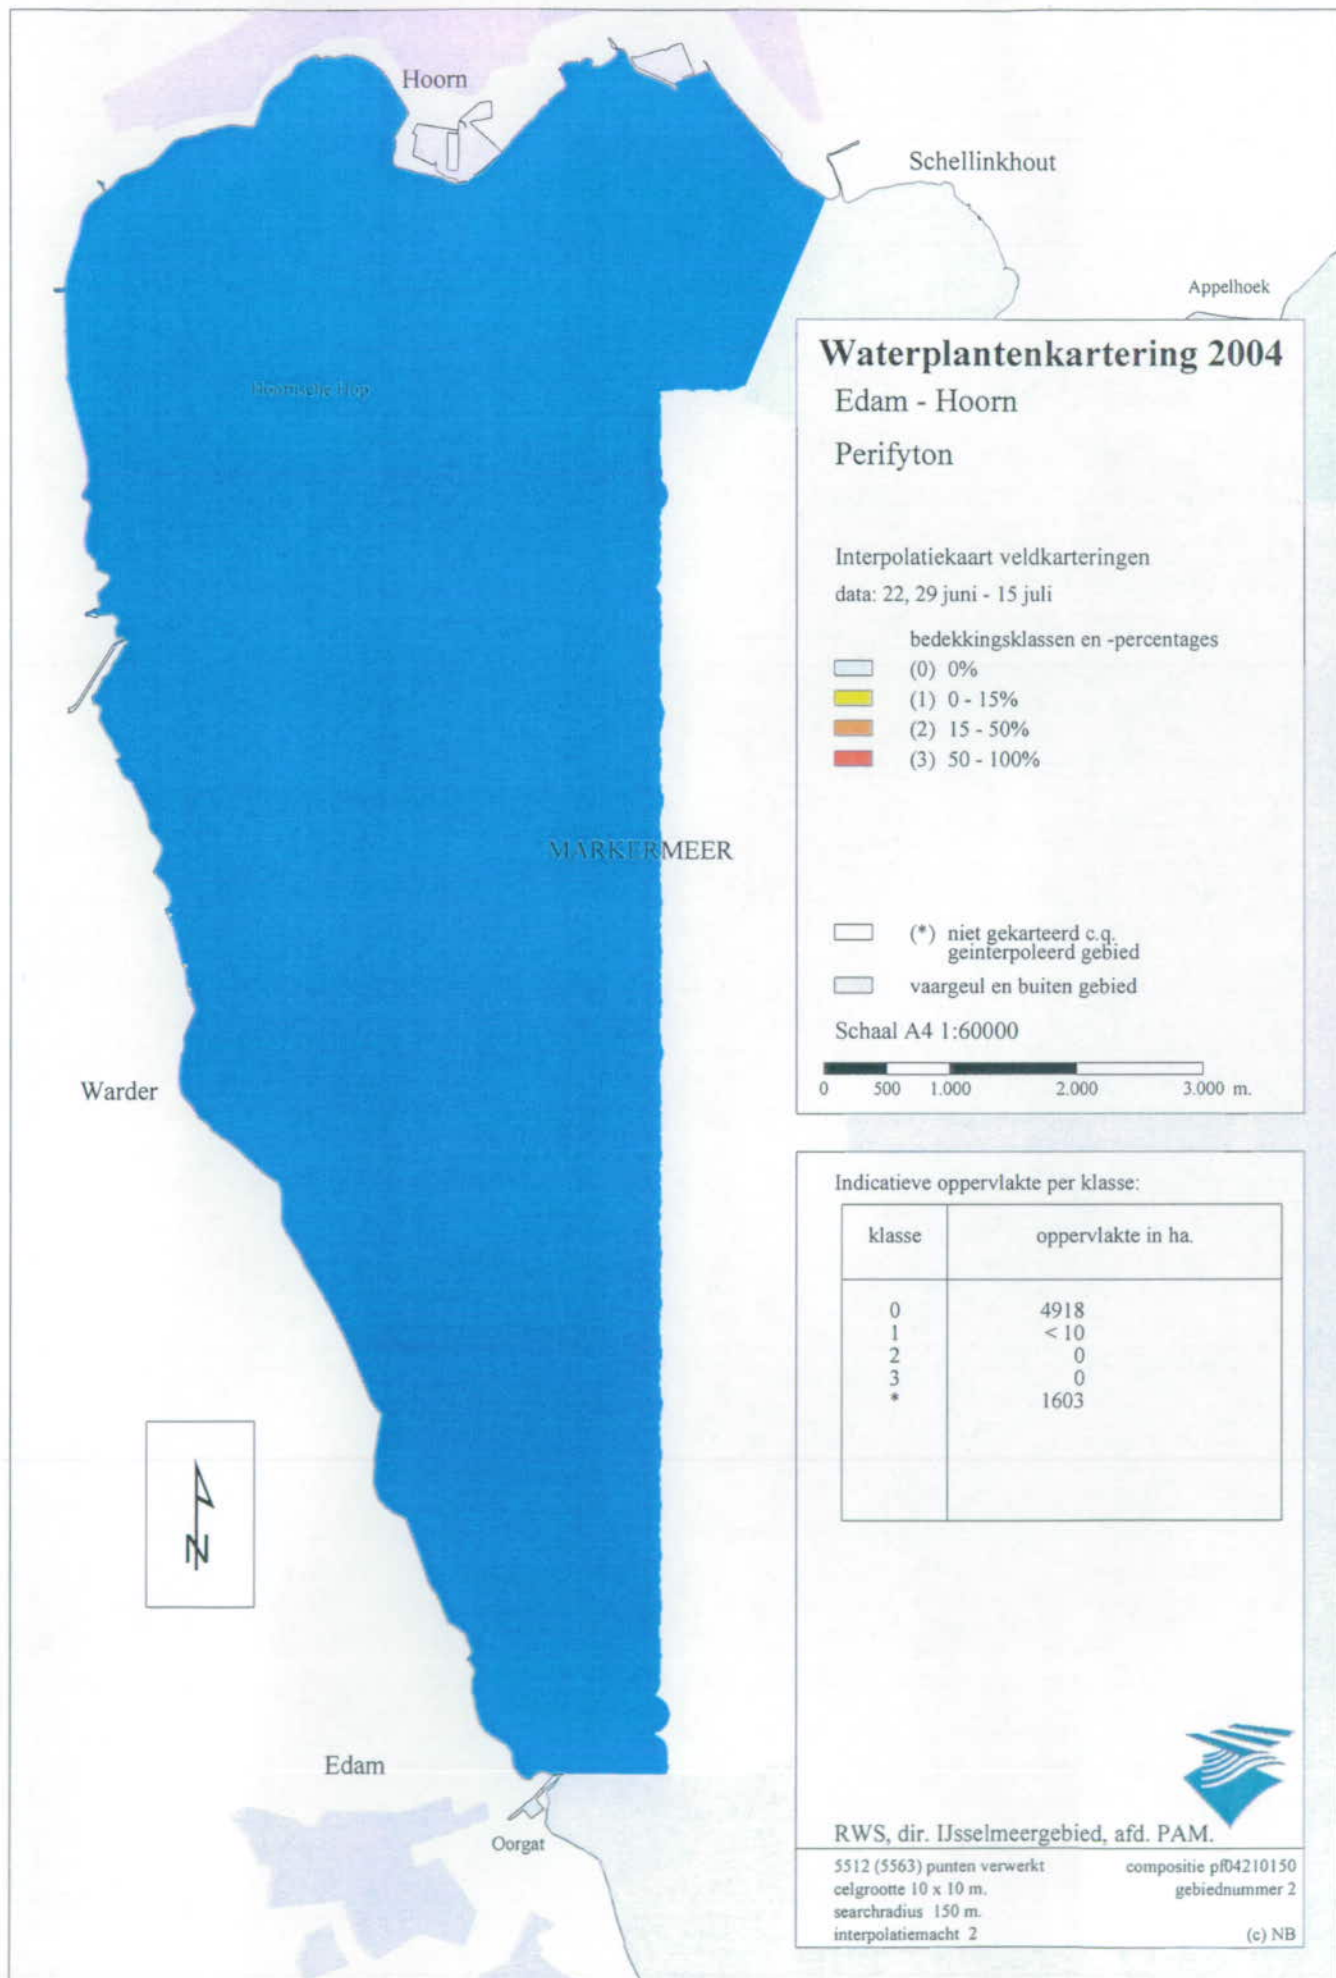 Hoorn
Schellinkhout
Appelhoek
Hoornsche Hop
MARKERMEER
Warder
Edam
Oorgat
N
Waterplantenkartering 2004
Edam - Hoorn
Perifyton
Interpolatiekaart veldkarteringen
data: 22, 29 juni - 15 juli
bedekkingsklassen en -percentages
(0) 0%
(1) 0 - 15%
(2) 15 - 50%
(3) 50 - 100%
(*) niet gekarteerd c.q.
geinterpoleerd gebied
vaargeul en buiten gebied
Schaal A4 1:60000
0 500 1.000 2.000 3.000 m.
Indicatieve oppervlakte per klasse:
klasse oppervlakte in ha.
0 4918
1 < 10
2 0
3 0
* 1603
RWS, dir. IJsselmeergebied, afd. PAM.
5512 (5563) punten verwerkt compositie pf04210150
celgrootte 10 x 10 m. gebiednummer 2
searchradius 150 m.
interpolatiemacht 2 (c) NB